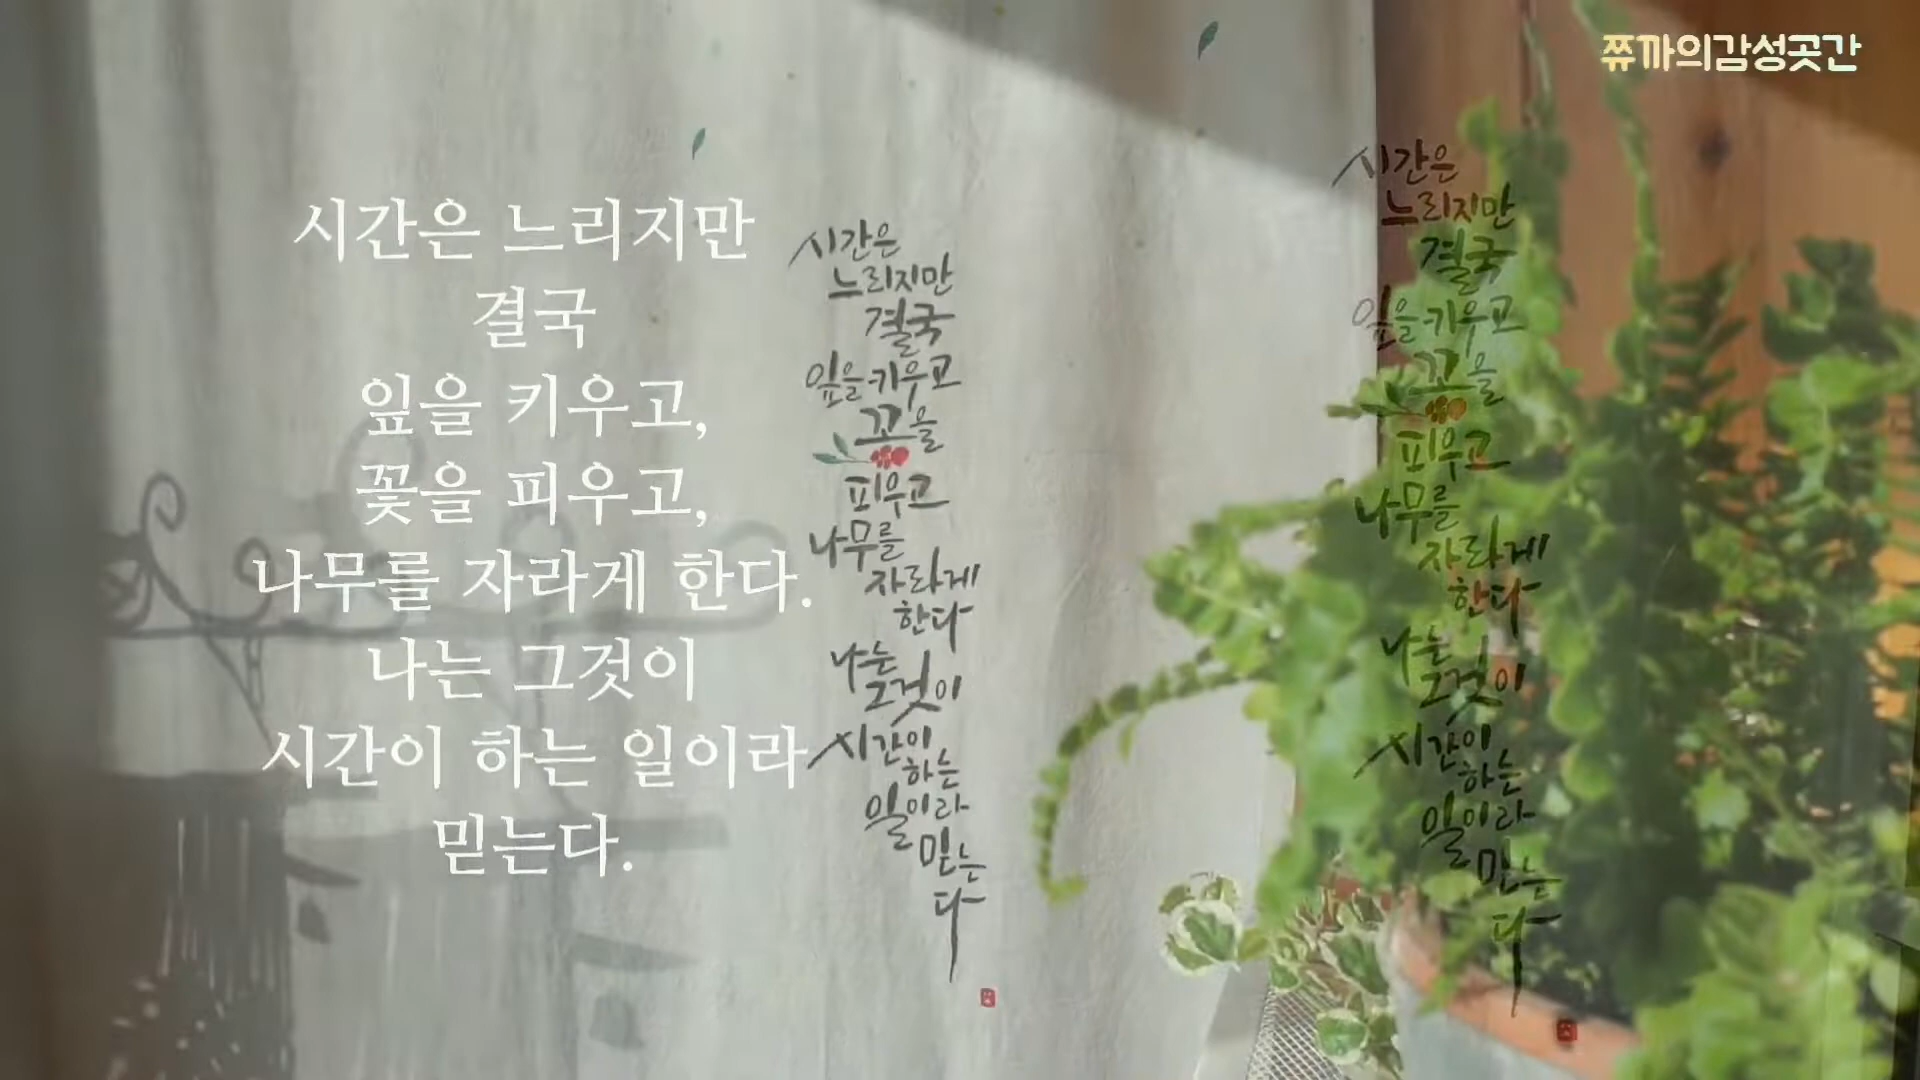 쮸까의감성곳간
시간은 느리지만
결국
잎을 키우고,
꽃을 피우고,
나무를 자라게 한다.
나는 그것이
시간이 하는 일이라
믿는다.
시간은
느리지만
결국
잎을키우고
꽃을
피우고
나무를
자라게
한다
나는
그것이
시간이
하는
일이라
믿는
다
시간은
느리지만
결국
잎을키우고
꽃을
피우고
나무를
자라게
한다
나는
그것이
시간이
하는
일이라
믿는
다